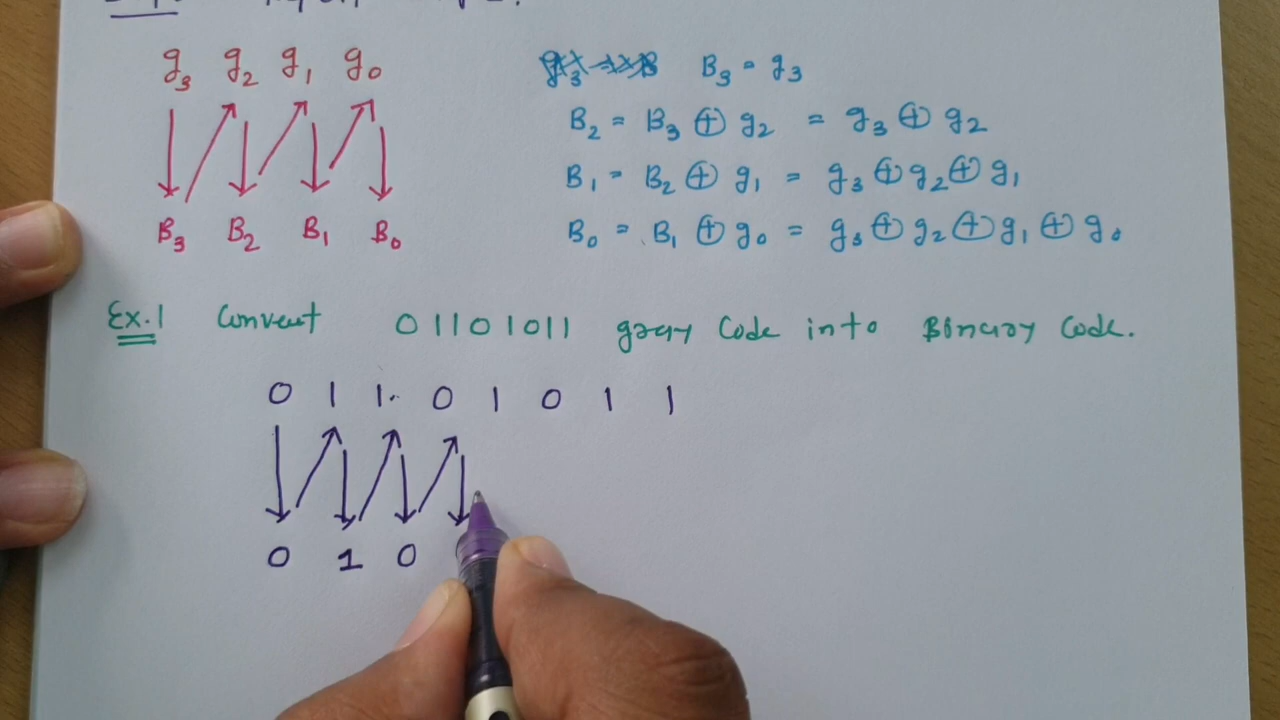 g₃ g₂ g₁ g₀
B₃ B₂ B₁ B₀
B₃ = g₃
B₂ = B₃ ⊕ g₂ = g₃ ⊕ g₂
B₁ = B₂ ⊕ g₁ = g₃ ⊕ g₂ ⊕ g₁
B₀ = B₁ ⊕ g₀ = g₃ ⊕ g₂ ⊕ g₁ ⊕ g₀
Ex.1 Convert 01101011 gray Code into Binary Code.
0 1 1 0 1 0 1 1
0 1 0